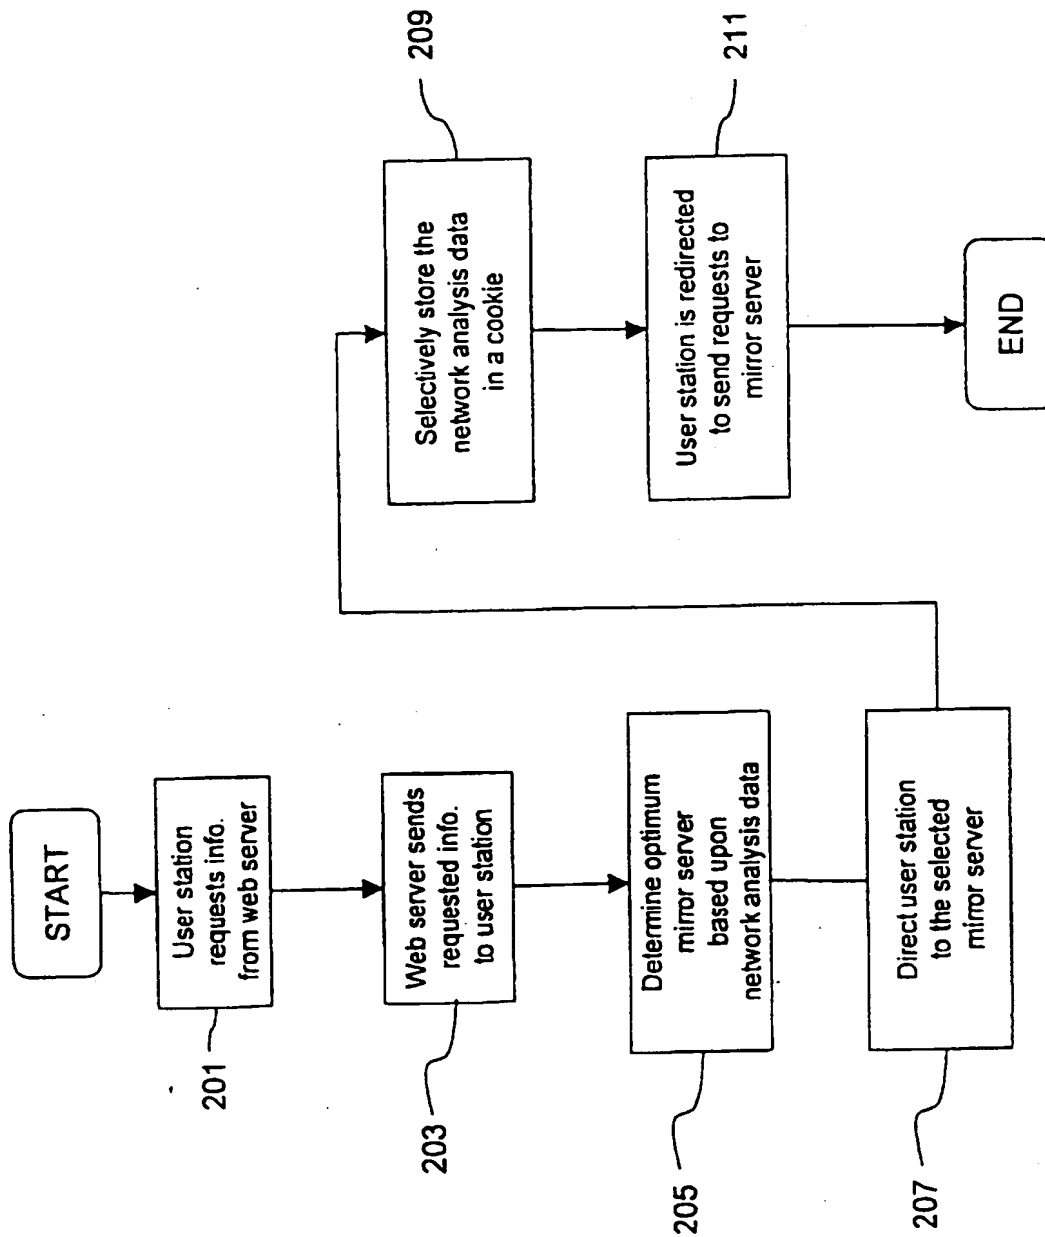 START
User station
requests info.
from web server
201
Web server sends
requested info.
to user station
203
Determine optimum
mirror server
based upon
network analysis data
205
Direct user station
to the selected
mirror server
207
Selectively store the
network analysis data
in a cookie
209
User station is redirected
to send requests to
mirror server
211
END